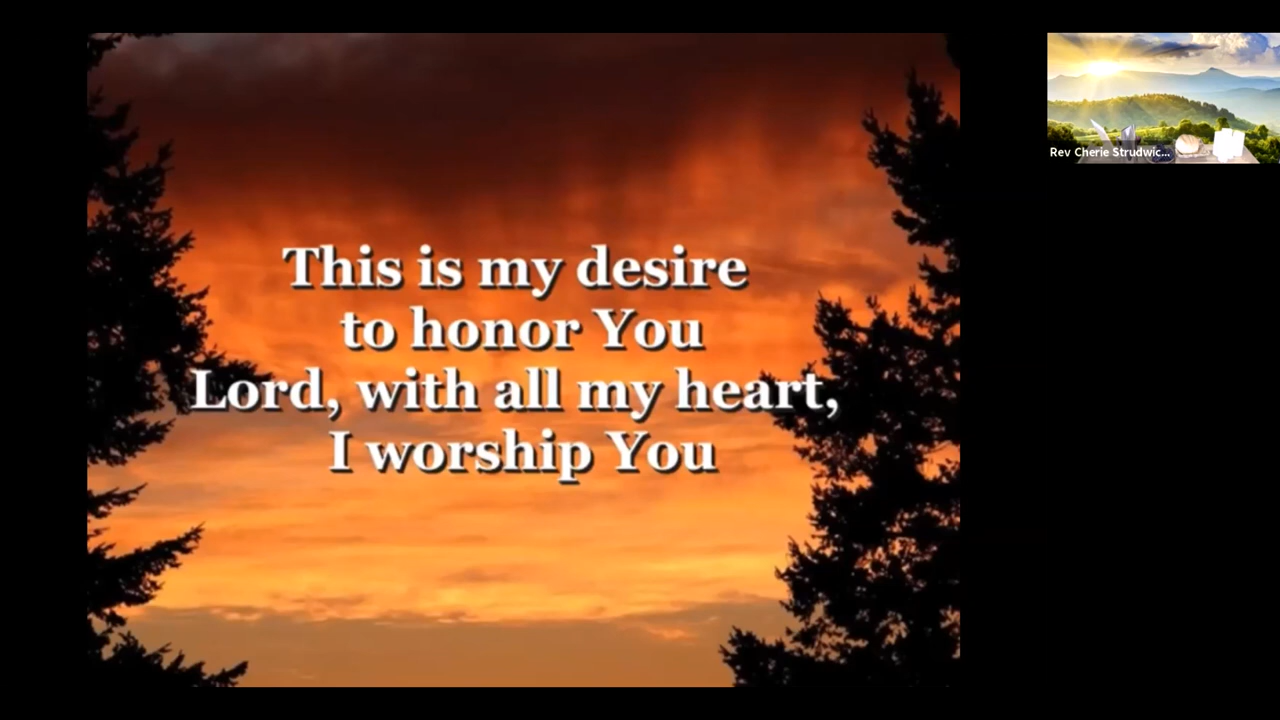 This is my desire
to honor You
Lord, with all my heart,
I worship You
Rev Cherie Strudwic...